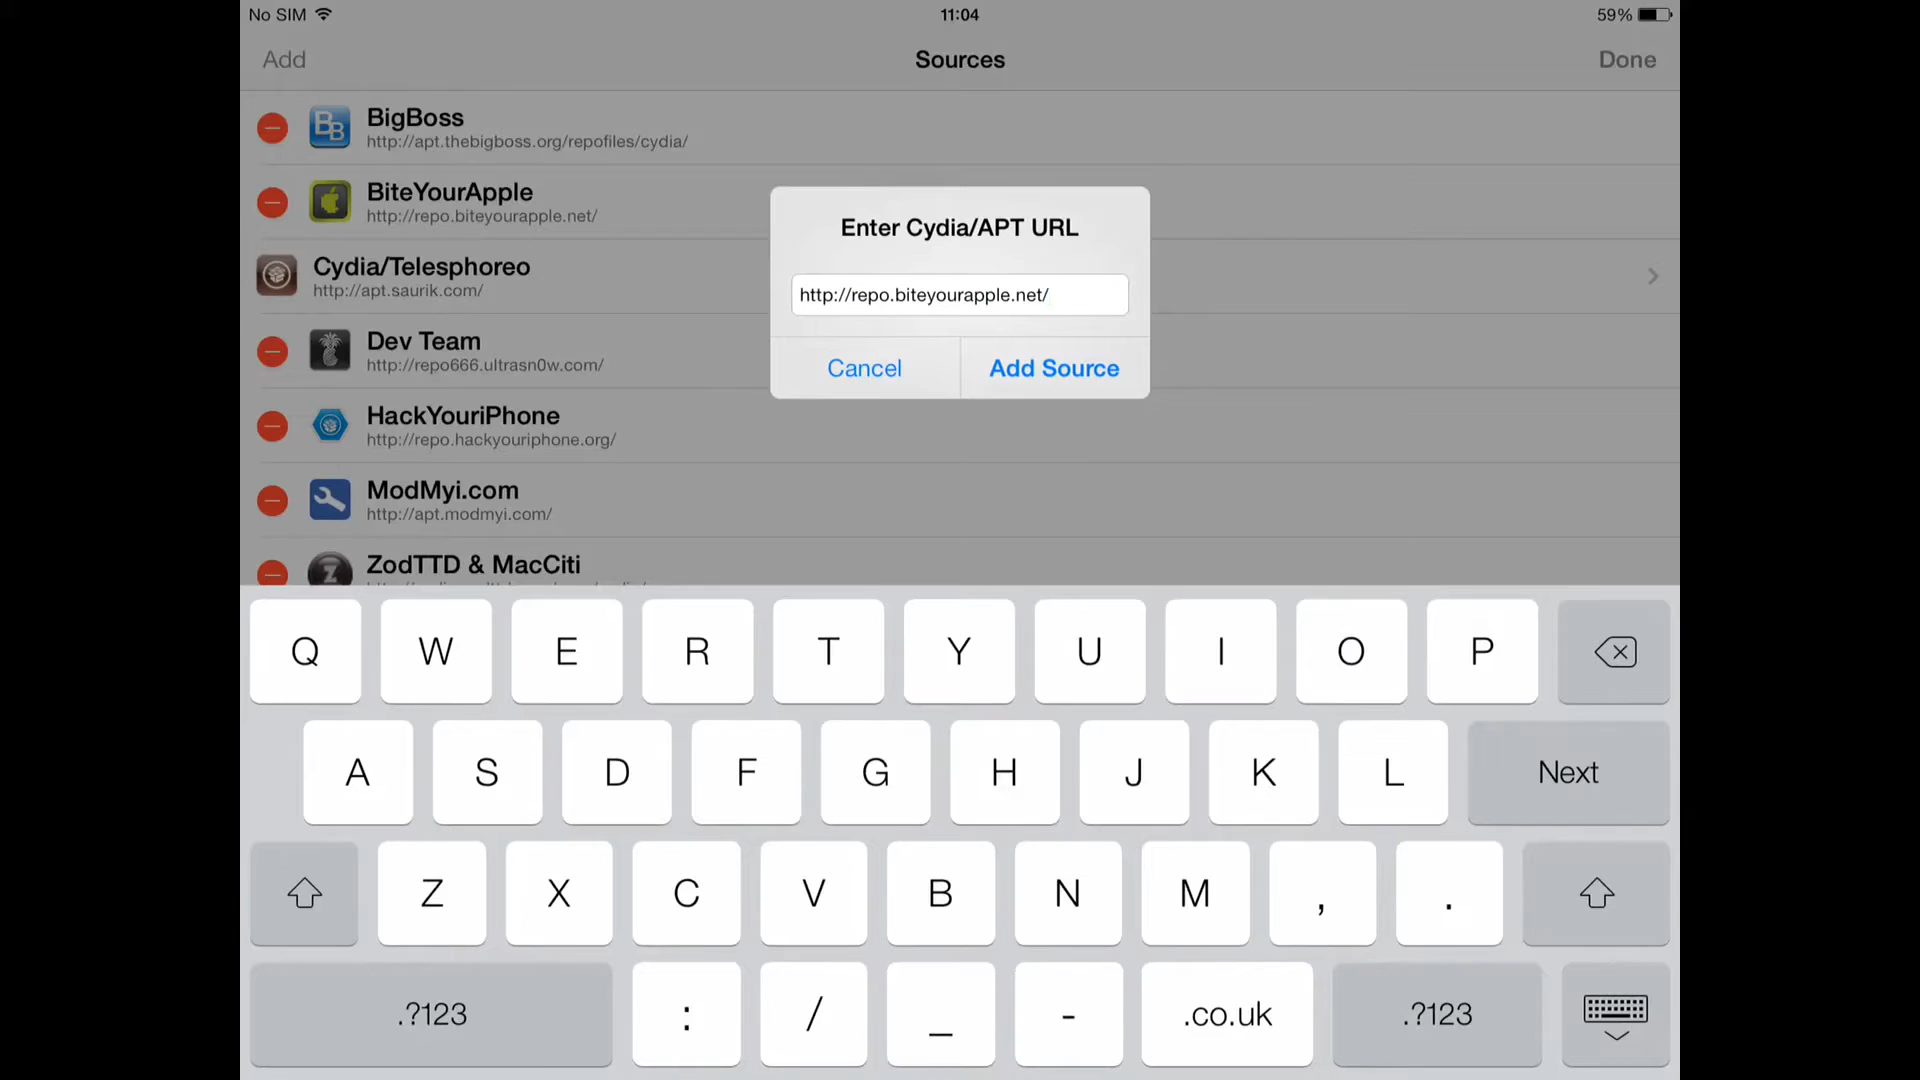 No SIM 11:04 59%
Add Sources Done
BigBoss
http://apt.thebigboss.org/repofiles/cydia/
BiteYourApple
http://repo.biteyourapple.net/
Cydia/Telesphoreo
http://apt.saurik.com/
Dev Team
http://repo666.ultrasn0w.com/
HackYouriPhone
http://repo.hackyouriphone.org/
ModMyi.com
http://apt.modmyi.com/
ZodTTD & MacCiti
Enter Cydia/APT URL
http://repo.biteyourapple.net/
Cancel Add Source
Q W E R T Y U I O P
A S D F G H J K L Next
Z X C V B N M , .
.?123 : / _ - .co.uk .?123